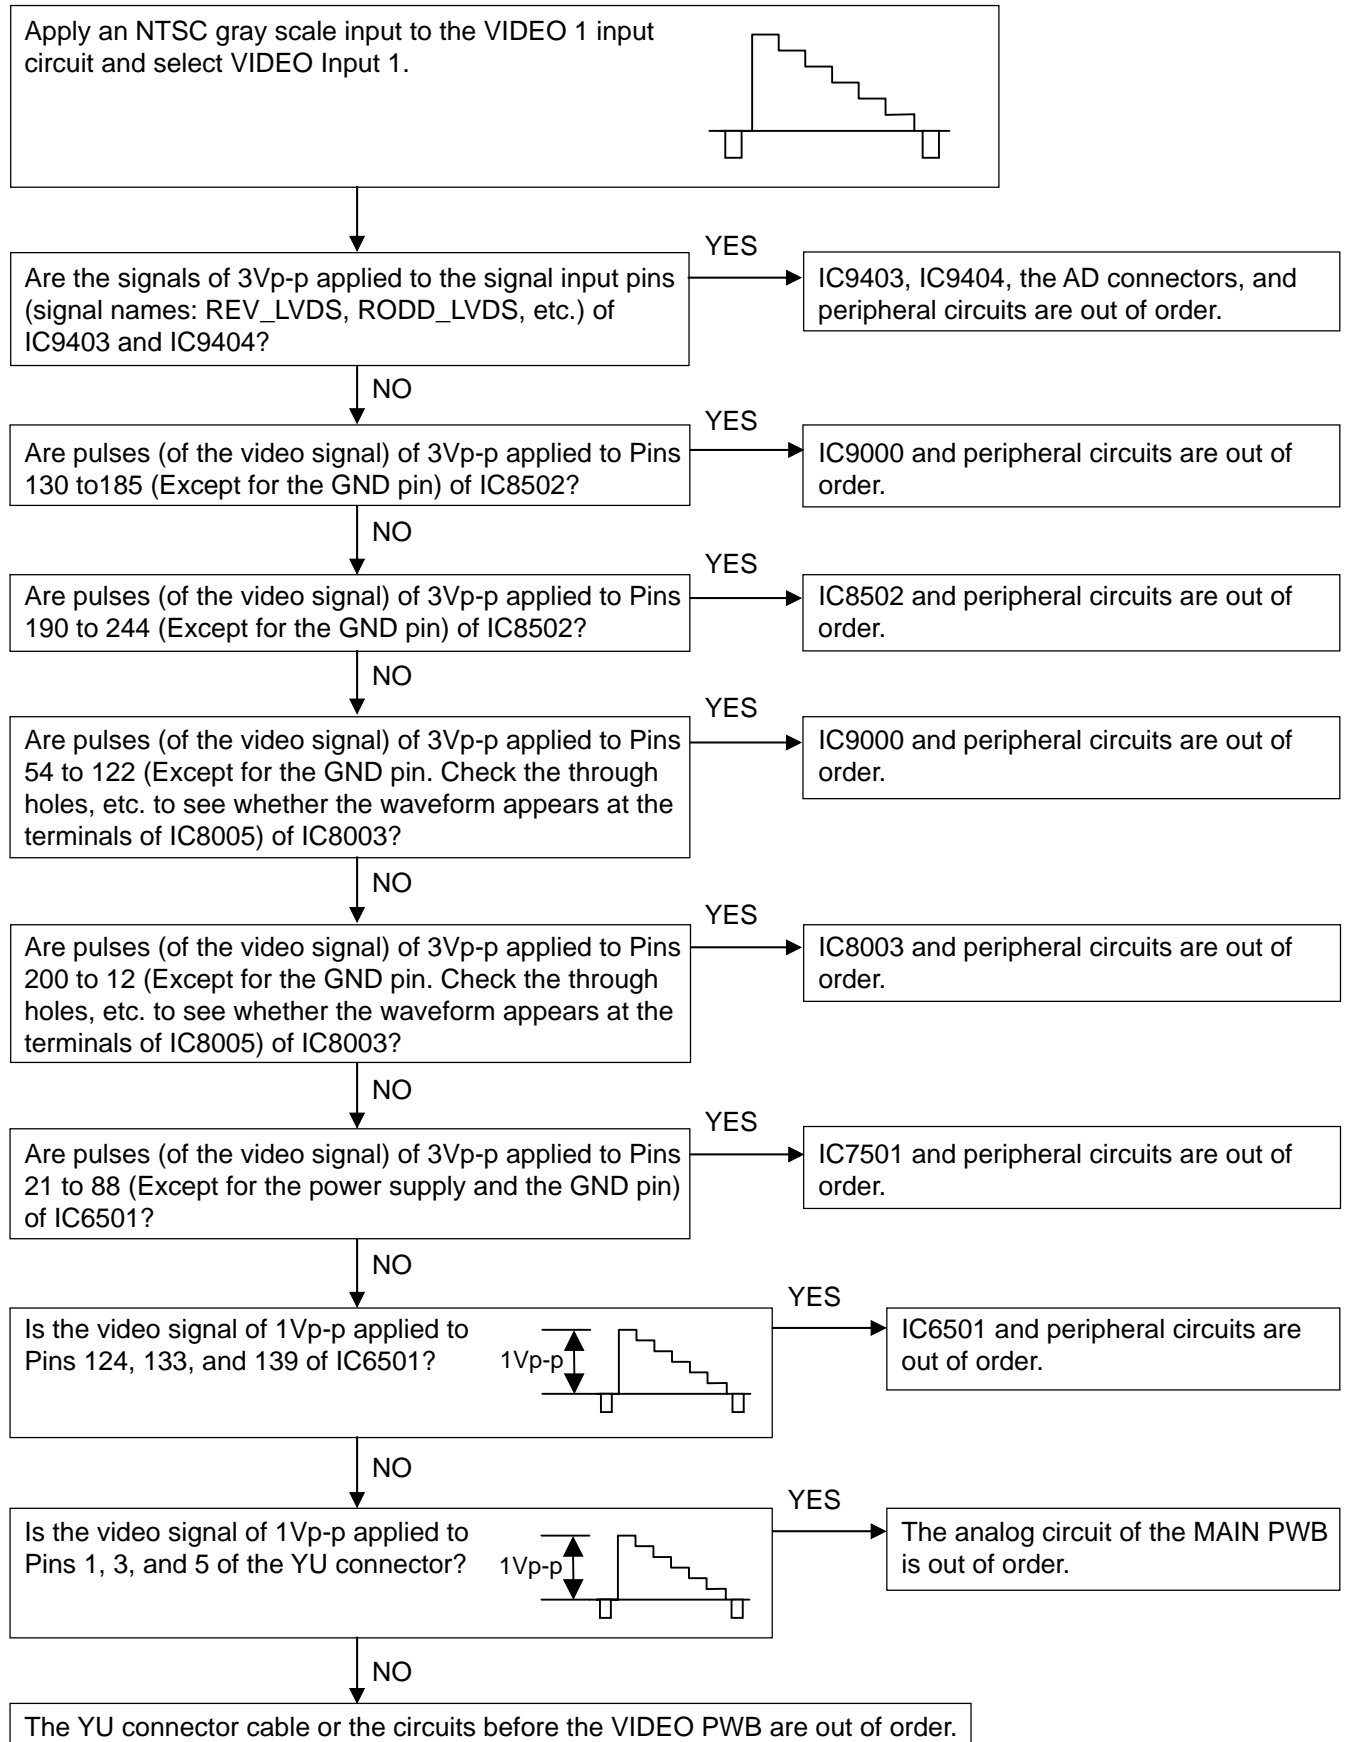 Apply an NTSC gray scale input to the VIDEO 1 input
circuit and select VIDEO Input 1.
Are the signals of 3Vp-p applied to the signal input pins
(signal names: REV_LVDS, RODD_LVDS, etc.) of
IC9403 and IC9404?
YES
IC9403, IC9404, the AD connectors, and
peripheral circuits are out of order.
NO
Are pulses (of the video signal) of 3Vp-p applied to Pins
130 to185 (Except for the GND pin) of IC8502?
YES
IC9000 and peripheral circuits are out of
order.
NO
Are pulses (of the video signal) of 3Vp-p applied to Pins
190 to 244 (Except for the GND pin) of IC8502?
YES
IC8502 and peripheral circuits are out of
order.
NO
Are pulses (of the video signal) of 3Vp-p applied to Pins
54 to 122 (Except for the GND pin. Check the through
holes, etc. to see whether the waveform appears at the
terminals of IC8005) of IC8003?
YES
IC9000 and peripheral circuits are out of
order.
NO
Are pulses (of the video signal) of 3Vp-p applied to Pins
200 to 12 (Except for the GND pin. Check the through
holes, etc. to see whether the waveform appears at the
terminals of IC8005) of IC8003?
YES
IC8003 and peripheral circuits are out of
order.
NO
Are pulses (of the video signal) of 3Vp-p applied to Pins
21 to 88 (Except for the power supply and the GND pin)
of IC6501?
YES
IC7501 and peripheral circuits are out of
order.
NO
Is the video signal of 1Vp-p applied to
Pins 124, 133, and 139 of IC6501?
1Vp-p
YES
IC6501 and peripheral circuits are
out of order.
NO
Is the video signal of 1Vp-p applied to
Pins 1, 3, and 5 of the YU connector?
1Vp-p
YES
The analog circuit of the MAIN PWB
is out of order.
NO
The YU connector cable or the circuits before the VIDEO PWB are out of order.